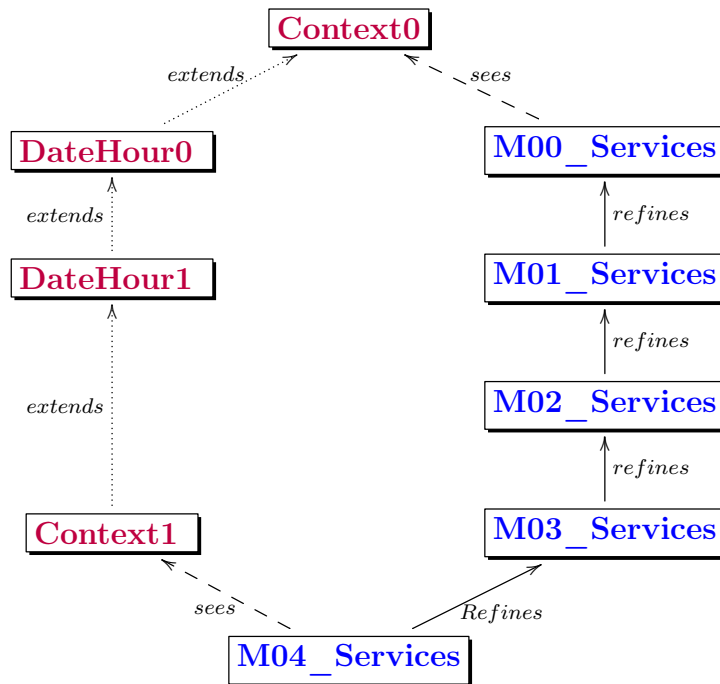 Context0
extends
sees
DateHour0
M00_Services
extends
refines
DateHour1
M01_Services
refines
extends
M02_Services
refines
Context1
M03_Services
sees
Refines
M04_Services